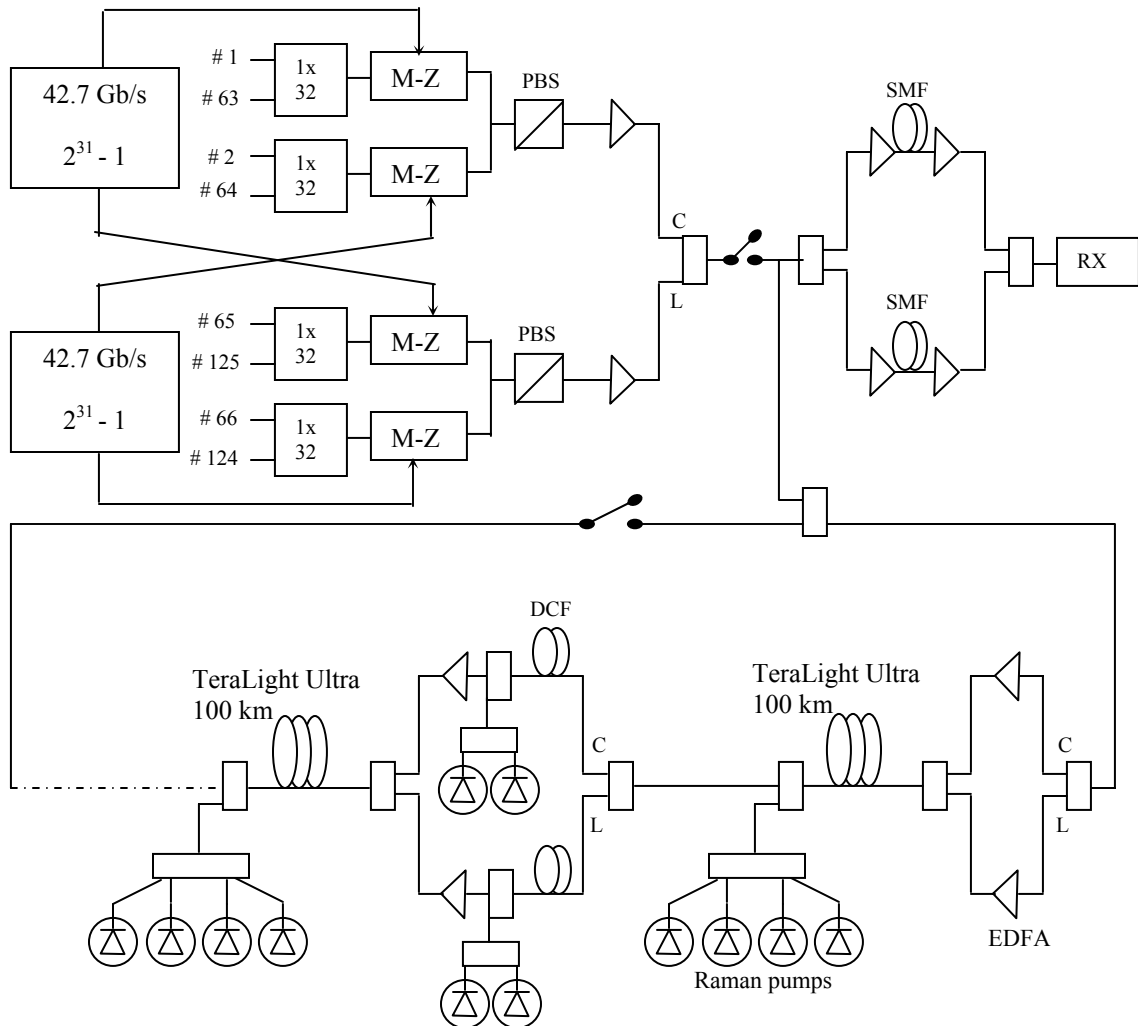 # 1
# 63
1x
32
M-Z
42.7 Gb/s
2^31 - 1
#2
# 64
1x
32
M-Z
PBS
C
L
SMF
SMF
RX
42.7 Gb/s
2^31 - 1
# 65
# 125
1x
32
M-Z
# 66
# 124
1x
32
M-Z
PBS
DCF
TeraLight Ultra
100 km
C
L
TeraLight Ultra
100 km
C
L
EDFA
Raman pumps